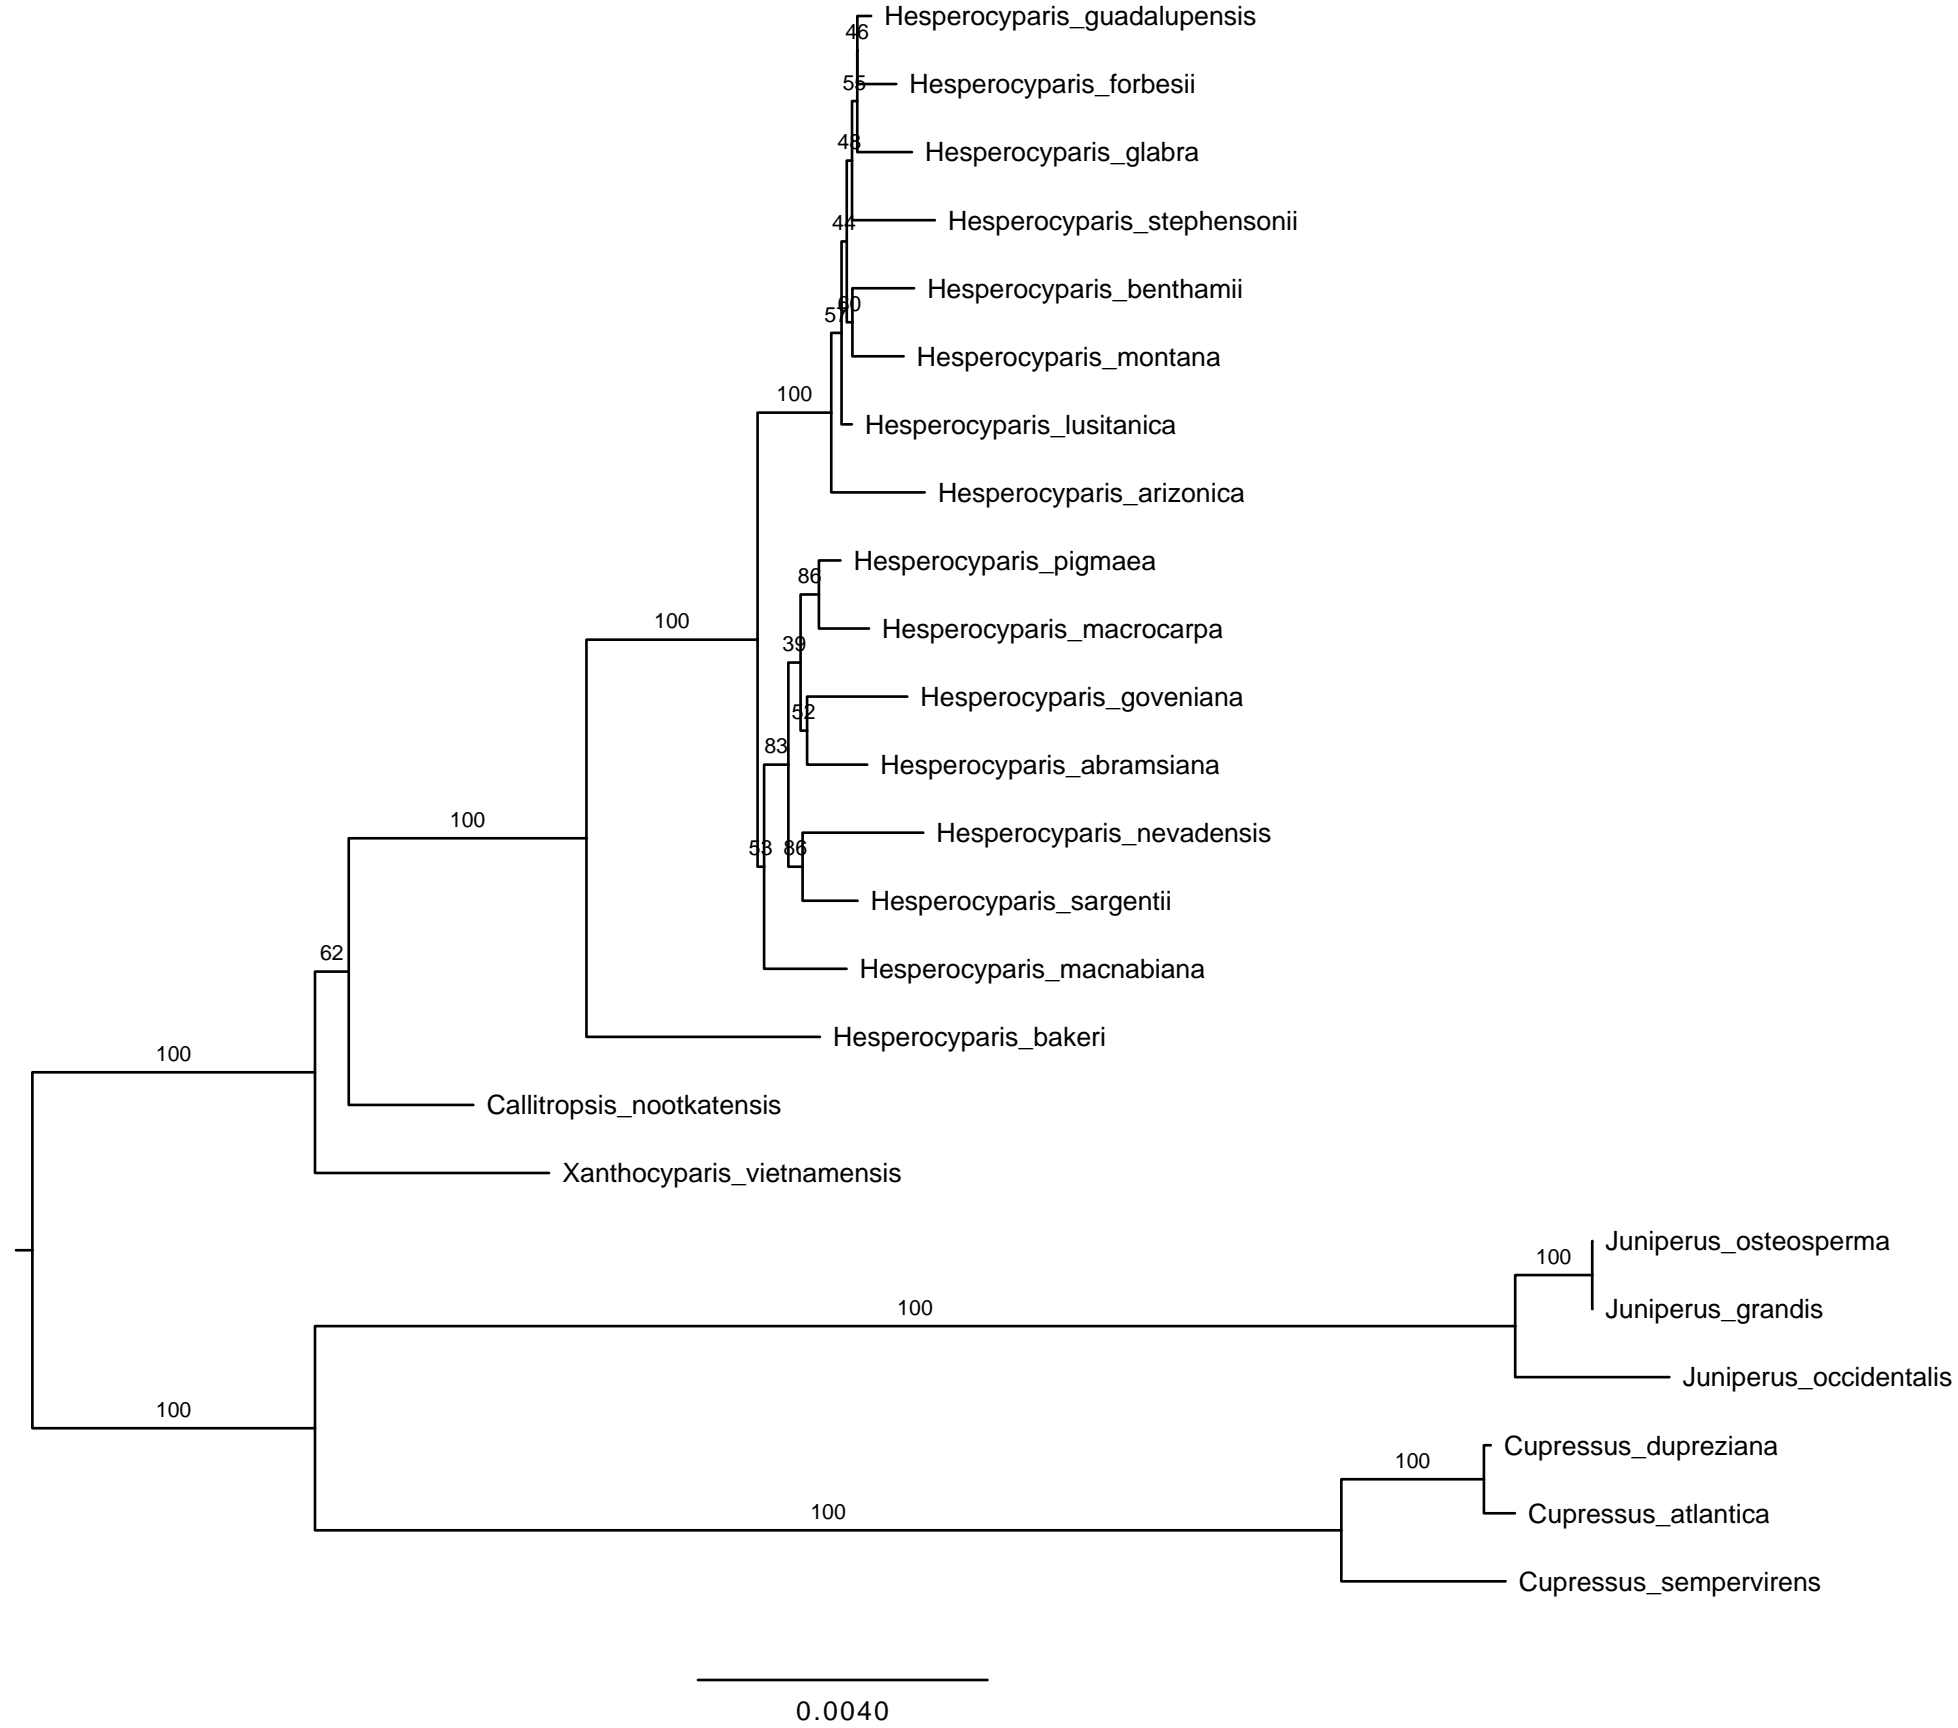 Hesperocyparis_guadalupensis
46
Hesperocyparis_forbesii
55
Hesperocyparis_glabra
48
Hesperocyparis_stephensonii
44
Hesperocyparis_benthamii
60
57
Hesperocyparis_montana
100
Hesperocyparis_lusitanica
Hesperocyparis_arizonica
Hesperocyparis_pigmaea
86
100
Hesperocyparis_macrocarpa
39
Hesperocyparis_goveniana
52
83
Hesperocyparis_abramsiana
100
Hesperocyparis_nevadensis
53
86
Hesperocyparis_sargentii
62
Hesperocyparis_macnabiana
Hesperocyparis_bakeri
100
Callitropsis_nootkatensis
Xanthocyparis_vietnamensis
Juniperus_osteosperma
100
100
Juniperus_grandis
Juniperus_occidentalis
100
Cupressus_dupreziana
100
100
Cupressus_atlantica
Cupressus_sempervirens
0.0040